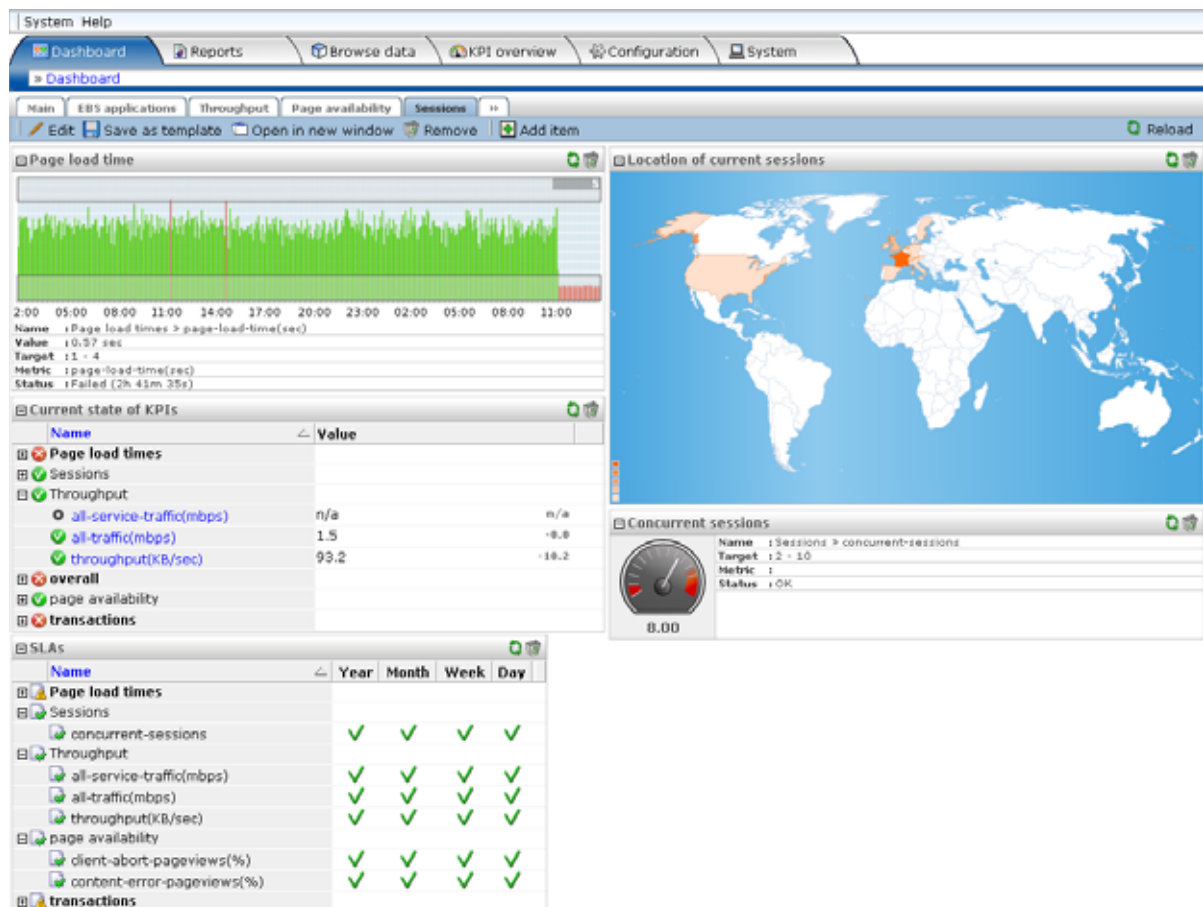 System Help
Dashboard Reports Browse data KPI overview Configuration System
» Dashboard
Main EBS applications Throughput Page availability Sessions »
Edit Save as template Open in new window Remove Add item Reload
Page load time
2:00 05:00 08:00 11:00 14:00 17:00 20:00 23:00 02:00 05:00 08:00 11:00
Name :Page load times > page-load-time(sec)
Value :0.57 sec
Target :1 - 4
Metric :page-load-time(sec)
Status :Failed (2h 41m 35s)
Current state of KPIs
Name Value
Page load times
Sessions
Throughput
all-service-traffic(mbps) n/a n/a
all-traffic(mbps) 1.5 -0.0
throughput(KB/sec) 93.2 -10.2
overall
page availability
transactions
SLAs
Name Year Month Week Day
Page load times
Sessions
concurrent-sessions
Throughput
all-service-traffic(mbps)
all-traffic(mbps)
throughput(KB/sec)
page availability
client-abort-pageviews(%)
content-error-pageviews(%)
transactions
Location of current sessions
Concurrent sessions
Name :Sessions > concurrent-sessions
Target :2 - 10
Metric :
Status :OK
8.00